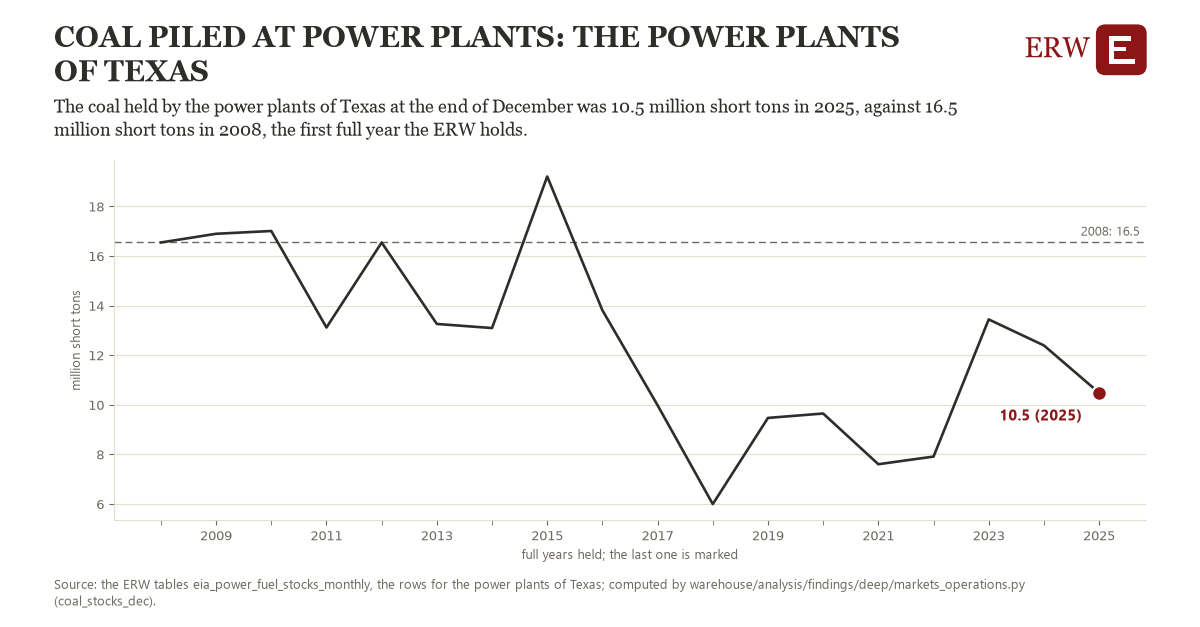 COAL PILED AT POWER PLANTS: THE POWER PLANTS
OF TEXAS
ERW E
The coal held by the power plants of Texas at the end of December was 10.5 million short tons in 2025, against 16.5
million short tons in 2008, the first full year the ERW holds.
18
16
14
12
10
8
6
million short tons
2008: 16.5
10.5 (2025)
2009 2011 2013 2015 2017 2019 2021 2023 2025
full years held; the last one is marked
Source: the ERW tables eia_power_fuel_stocks_monthly, the rows for the power plants of Texas; computed by warehouse/analysis/findings/deep/markets_operations.py
(coal_stocks_dec).